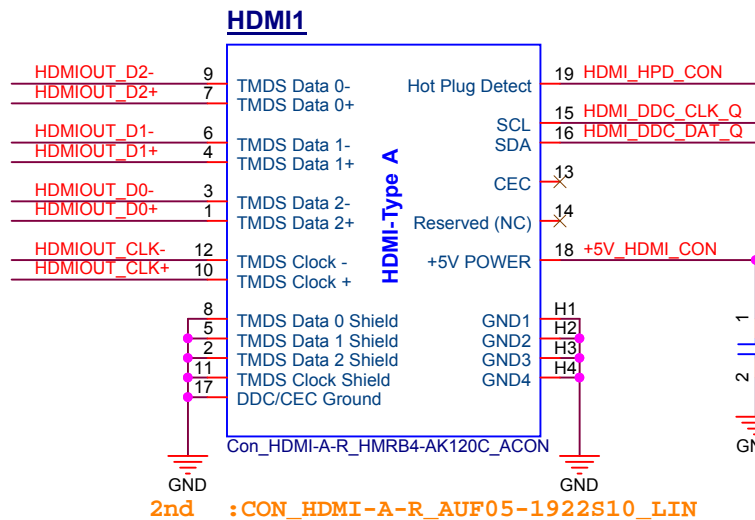 HDMI1
HDMIOUT_D2- 9 TMDS Data 0- Hot Plug Detect 19 HDMI_HPD_CON
HDMIOUT_D2+ 7 TMDS Data 0+
SCL 15 HDMI_DDC_CLK_Q
HDMIOUT_D1- 6 TMDS Data 1- SDA 16 HDMI_DDC_DAT_Q
HDMIOUT_D1+ 4 TMDS Data 1+
CEC 13
HDMIOUT_D0- 3 TMDS Data 2-
HDMIOUT_D0+ 1 TMDS Data 2+ Reserved (NC) 14
HDMIOUT_CLK- 12 TMDS Clock - +5V POWER 18 +5V_HDMI_CON
HDMIOUT_CLK+ 10 TMDS Clock +
HDMI-Type A
8 TMDS Data 0 Shield GND1 H1
5 TMDS Data 1 Shield GND2 H2
2 TMDS Data 2 Shield GND3 H3
11 TMDS Clock Shield GND4 H4
17 DDC/CEC Ground
1
2
Con_HDMI-A-R_HMRB4-AK120C_ACON
GND
GND
2nd :CON_HDMI-A-R_AUF05-1922S10_LIN